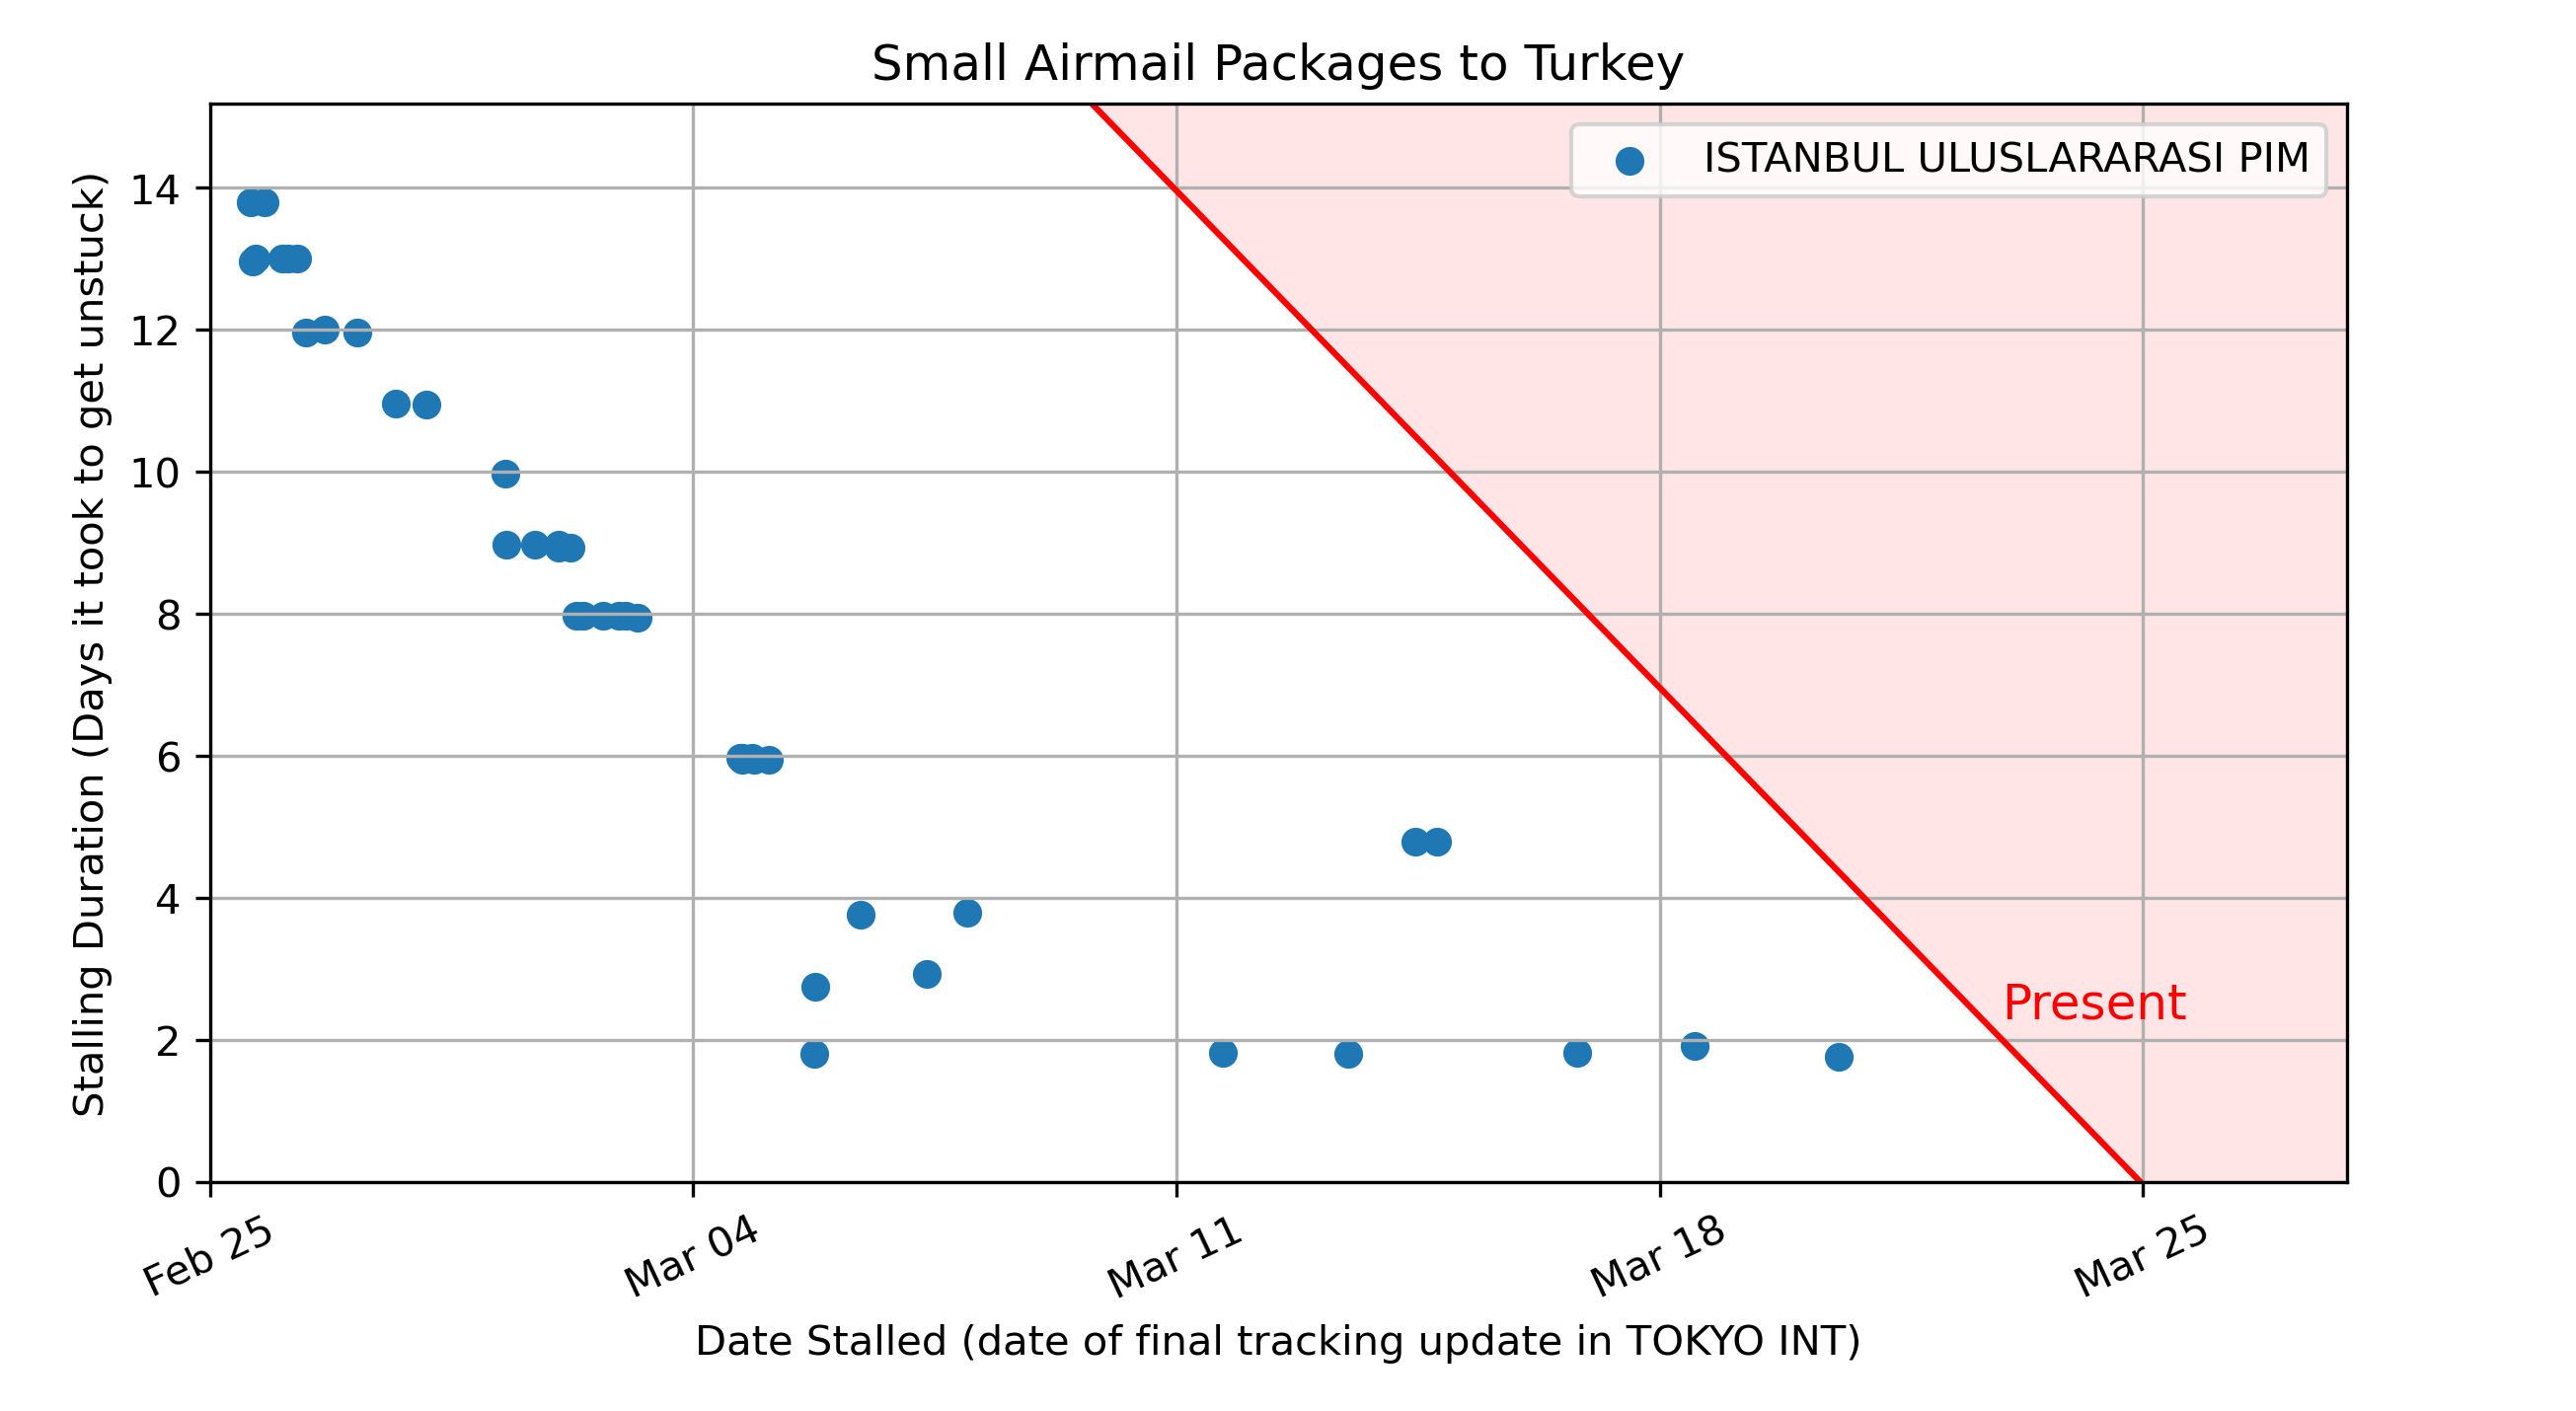 Small Airmail Packages to Turkey
ISTANBUL ULUSLARARASI PIM
Stalling Duration (Days it took to get unstuck)
14
12
10
8
6
4
2
0
Present
Feb 25
Mar 04
Mar 11
Mar 18
Mar 25
Date Stalled (date of final tracking update in TOKYO INT)